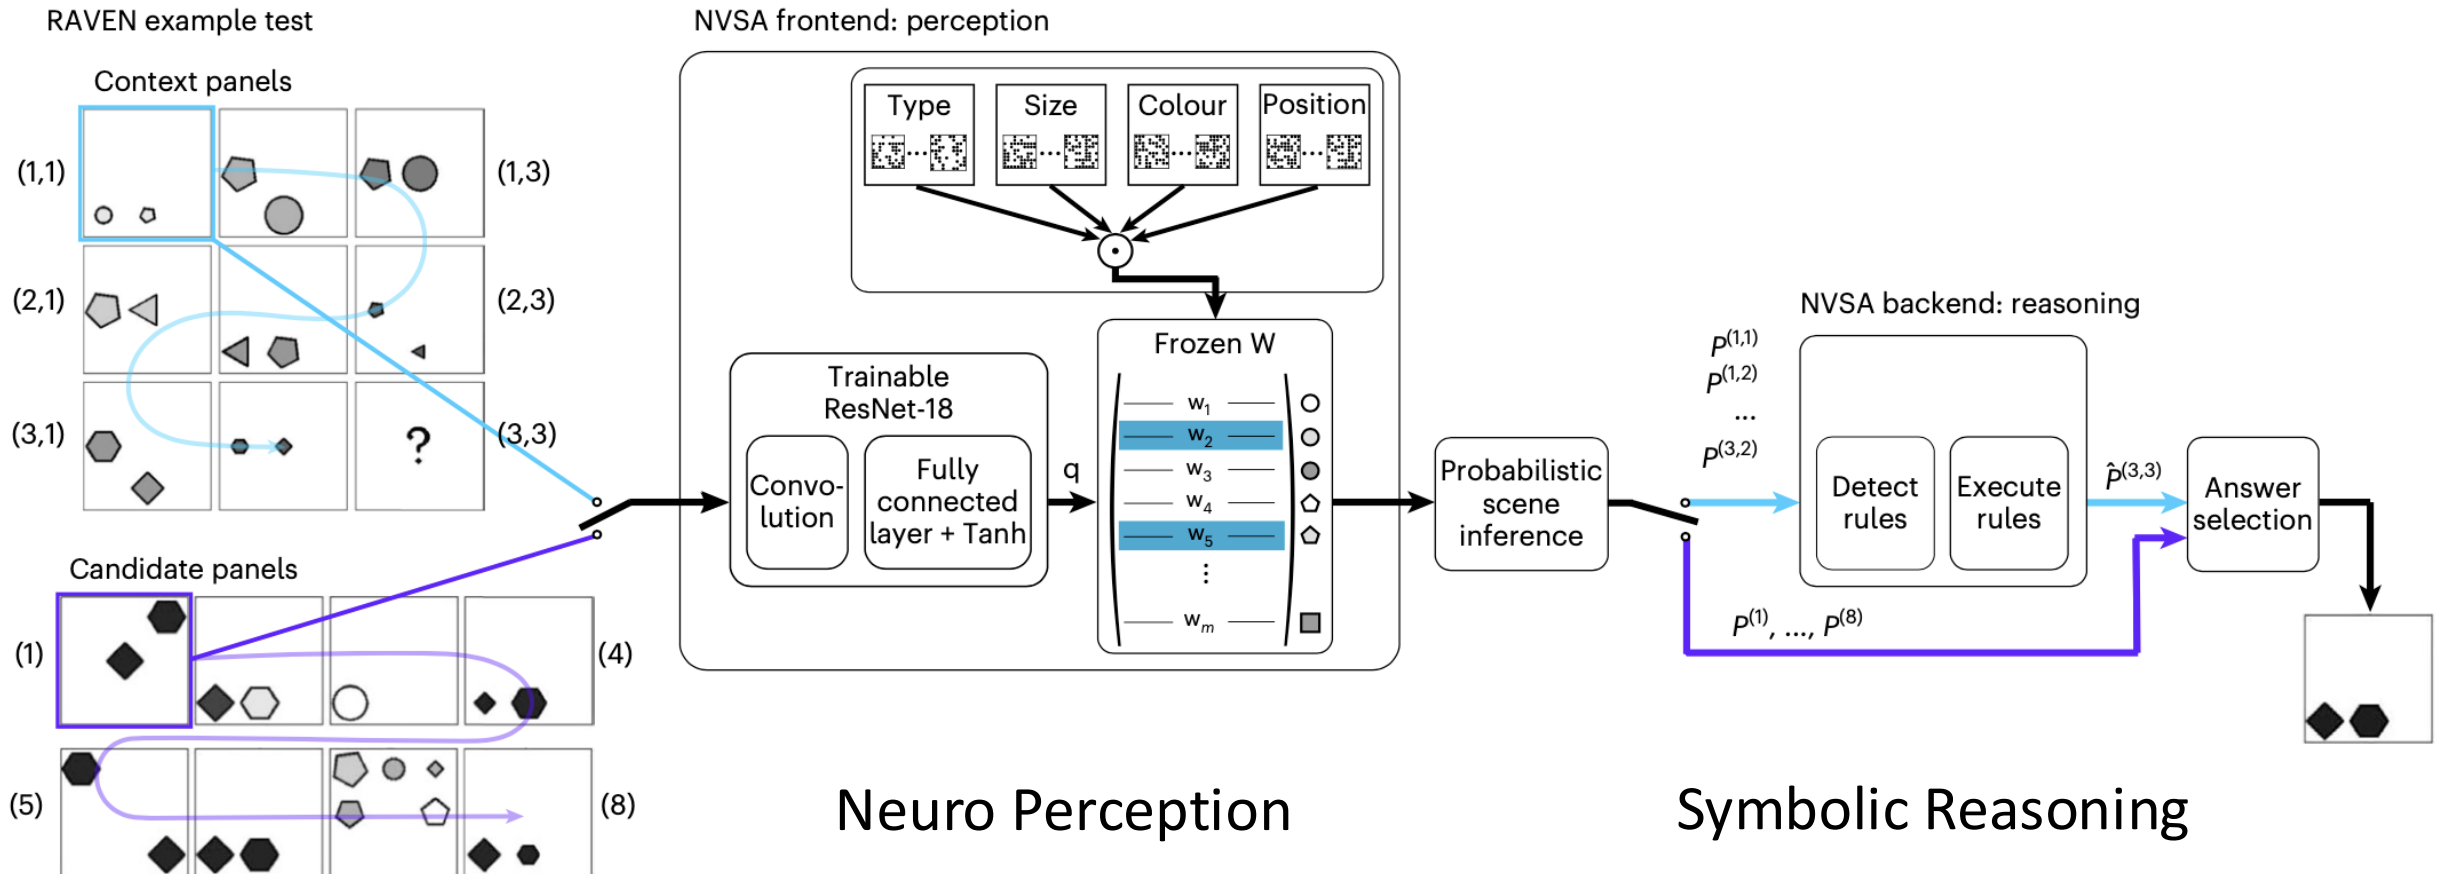 RAVEN example test
Context panels
(1,1)
(1,3)
(2,1)
(2,3)
(3,1)
?
(3,3)
Candidate panels
(1)
(4)
(5)
(8)
NVSA frontend: perception
Type
Size
Colour
Position
...
...
...
...
Trainable
ResNet-18
Convo-
lution
Fully
connected
layer + Tanh
q
Frozen W
w1
w2
w3
w4
w5
⋮
wm
Neuro Perception
Probabilistic
scene
inference
NVSA backend: reasoning
P(1,1)
P(1,2)
...
P(3,2)
Detect
rules
Execute
rules
P̂(3,3)
Answer
selection
P(1), ..., P(8)
Symbolic Reasoning